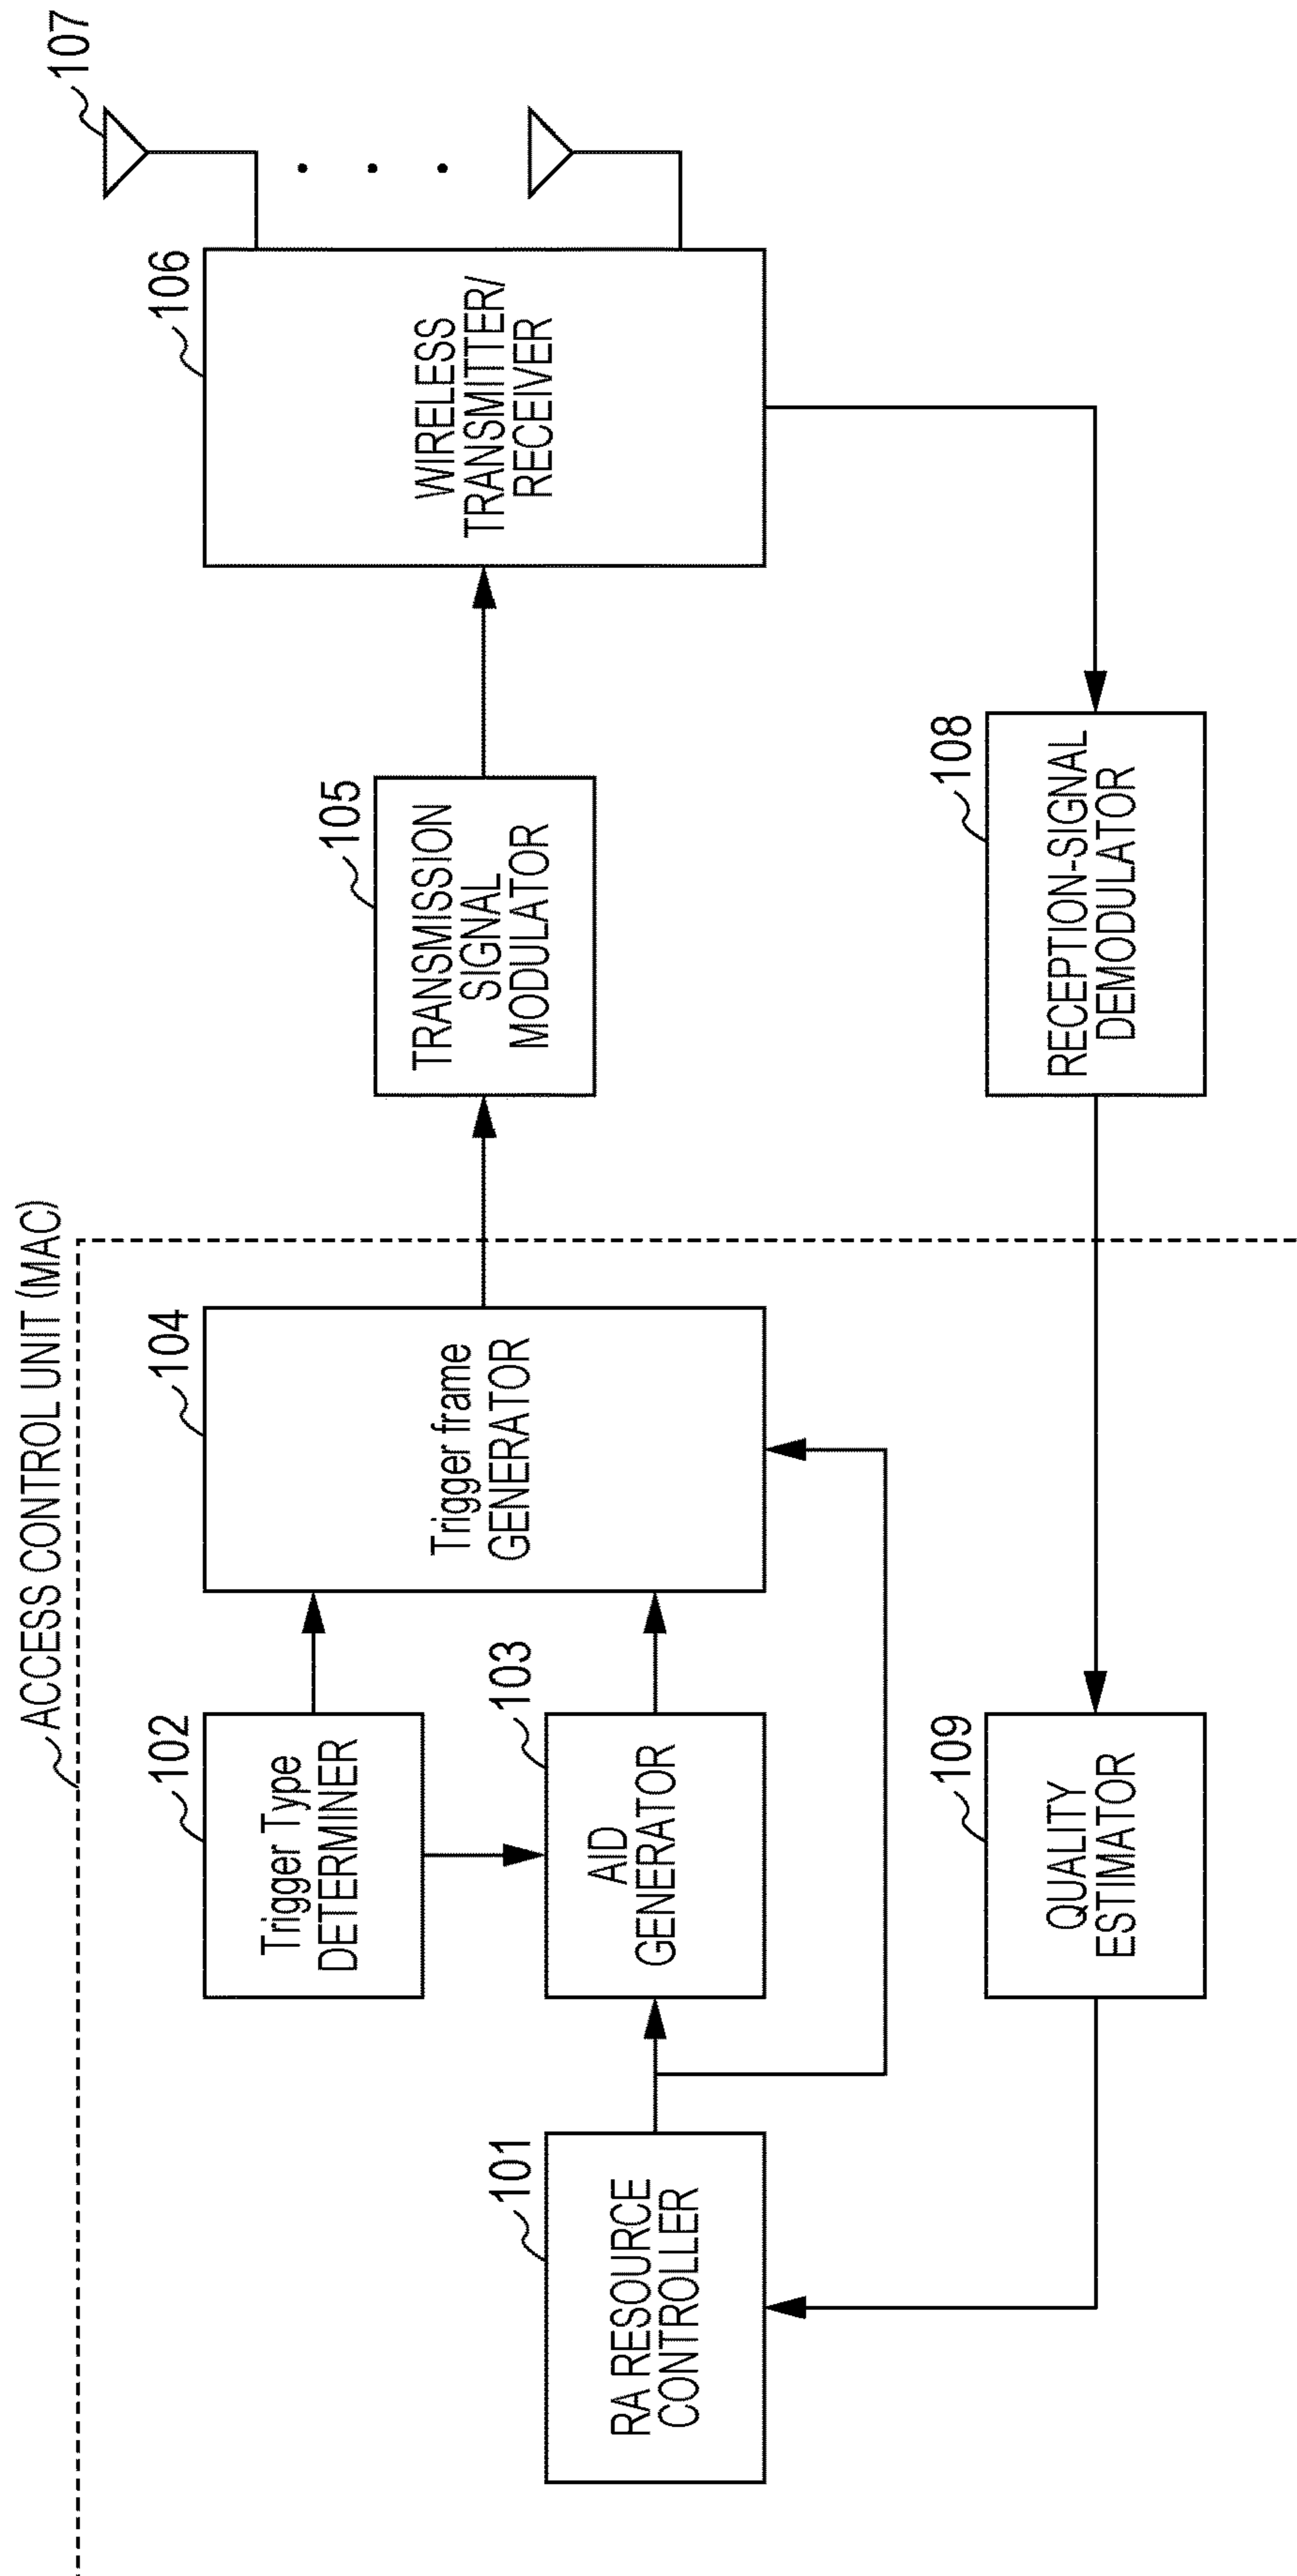 ACCESS CONTROL UNIT (MAC)
107
106
WIRELESS
TRANSMITTER/
RECEIVER
105
TRANSMISSION
SIGNAL
MODULATOR
104
Trigger frame
GENERATOR
102
Trigger Type
DETERMINER
103
AID
GENERATOR
101
RA RESOURCE
CONTROLLER
108
RECEPTION-SIGNAL
DEMODULATOR
109
QUALITY
ESTIMATOR